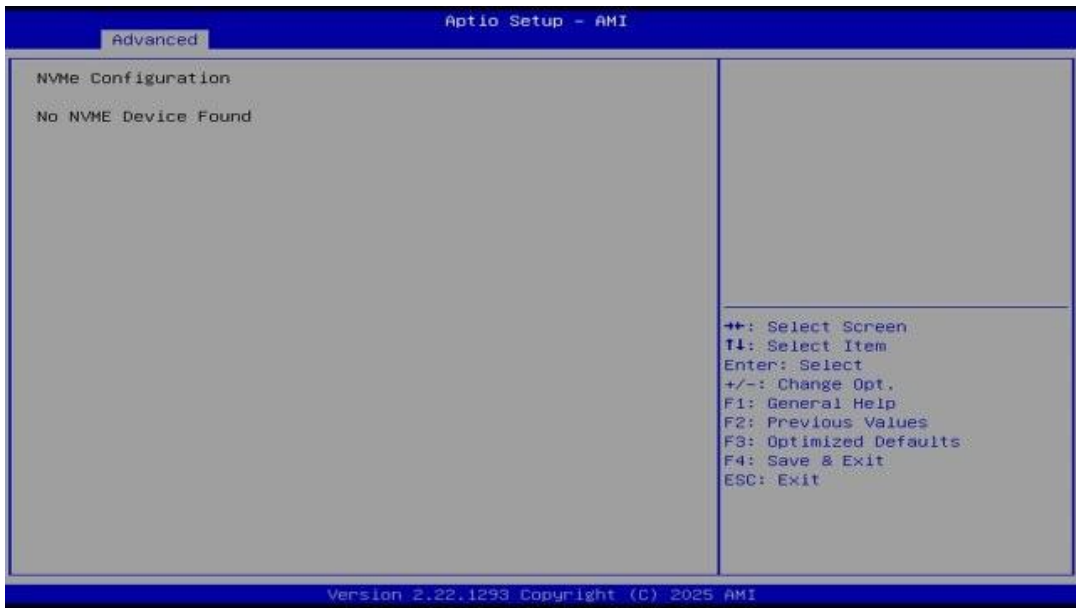 Aptio Setup - AMI
Advanced
NVMe Configuration
No NVME Device Found
→←: Select Screen
↑↓: Select Item
Enter: Select
+/-: Change Opt.
F1: General Help
F2: Previous Values
F3: Optimized Defaults
F4: Save & Exit
ESC: Exit
Version 2.22.1293 Copyright (C) 2025 AMI